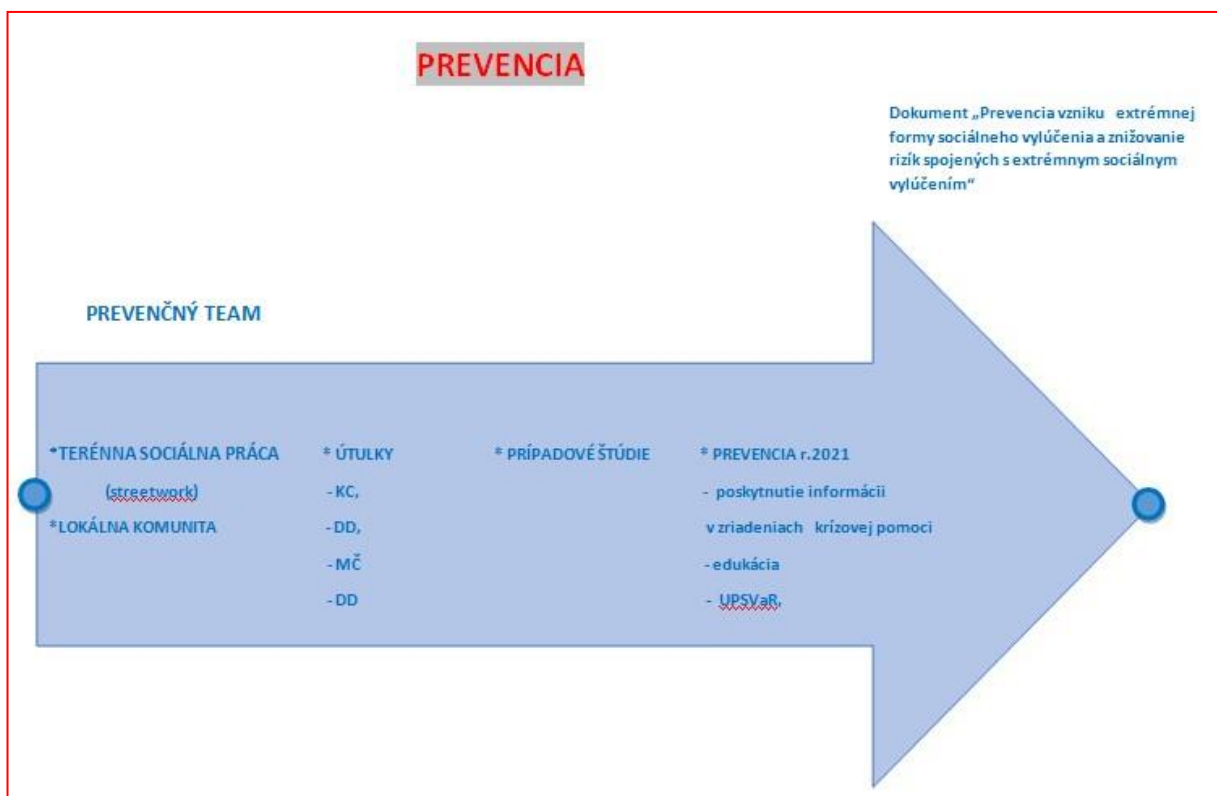 PREVENCIA
Dokument „Prevencia vzniku extrémnej
formy sociálneho vylúčenia a znižovanie
rizík spojených s extrémnym sociálnym
vylúčením“
PREVENČNÝ TEAM
*TERÉNNA SOCIÁLNA PRÁCA
(streetwork)
*LOKÁLNA KOMUNITA
* ÚTULKY
- KC,
- DD,
- MČ
- DD
* PRÍPADOVÉ ŠTÚDIE
* PREVENCIA r.2021
- poskytnutie informácii
v zriadeniach krízovej pomoci
- edukácia
- UPSVaR,